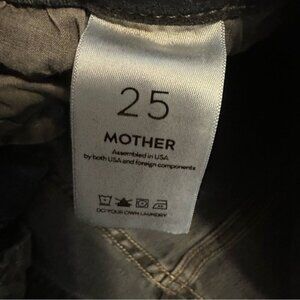 25
MOTHER
Assembled in USA
by both USA and foreign components
DO YOUR OWN LAUNDRY